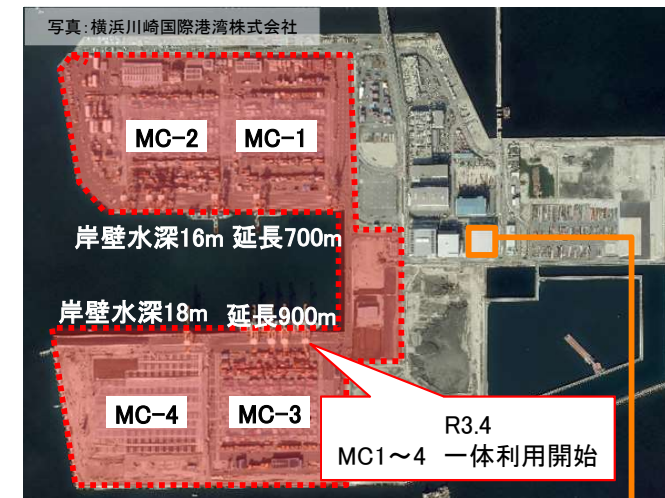 写真:横浜川崎国際港湾株式会社
MC-2
MC-1
岸壁水深16m 延長700m
岸壁水深18m 延長900m
MC-4
MC-3
R3.4
MC1～4 一体利用開始